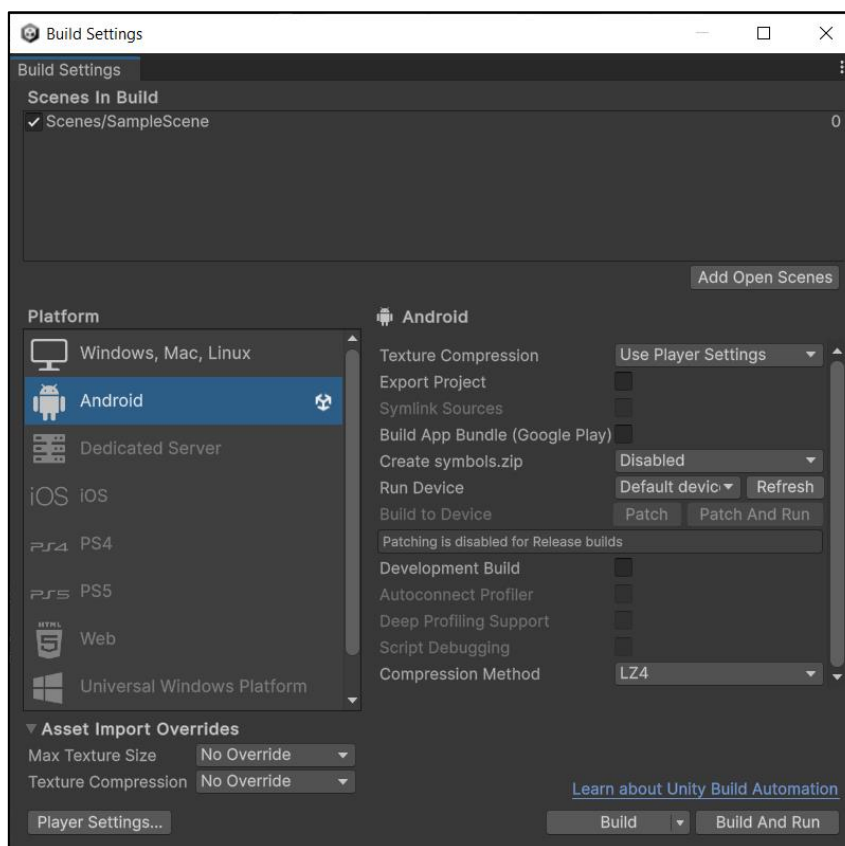 Build Settings
Build Settings
Scenes In Build
Scenes/SampleScene 0
Add Open Scenes
Platform
Windows, Mac, Linux
Android
Dedicated Server
iOS iOS
PS4 PS4
PS5 PS5
HTML 5 Web
Universal Windows Platform
Android
Texture Compression Use Player Settings
Export Project
Symlink Sources
Build App Bundle (Google Play)
Create symbols.zip Disabled
Run Device Default devic Refresh
Build to Device Patch Patch And Run
Patching is disabled for Release builds
Development Build
Autoconnect Profiler
Deep Profiling Support
Script Debugging
Compression Method LZ4
Asset Import Overrides
Max Texture Size No Override
Texture Compression No Override
Learn about Unity Build Automation
Player Settings... Build Build And Run